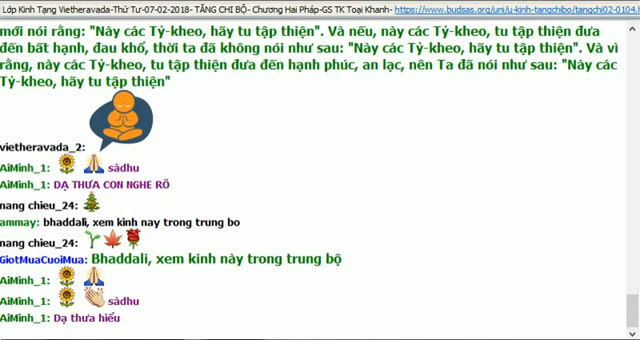 Lớp Kinh Tạng Vietheravada-Thứ Tư-07-02-2018- TĂNG CHI BỘ- Chương Hai Pháp-GS TK Toại Khanh- https://www.budsas.org/uni/u-kinh-tangchibo/tangchi02-0104.h
mới nói rằng: "Này các Tỷ-kheo, hãy tu tập thiện". Và nếu, này các Tỷ-kheo, tu tập thiện đưa
đến bất hạnh, đau khổ, thời ta đã không nói như sau: "Này các Tỷ-kheo, hãy tu tập thiện". Và vì
rằng, này các Tỷ-kheo, tu tập thiện đưa đến hạnh phúc, an lạc, nên Ta đã nói như sau: "Này các
Tỷ-kheo, hãy tu tập thiện"
vietheravada_2:
AiMinh_1: sàdhu
AiMinh_1: DẠ THƯA CON NGHE RÕ
nang chieu_24:
ammay: bhaddali, xem kinh nay trong trung bo
nang chieu_24:
GiotMuaCuoiMua: Bhaddali, xem kinh này trong trung bộ
AiMinh_1:
AiMinh_1: sàdhu
AiMinh_1: Dạ thưa hiểu